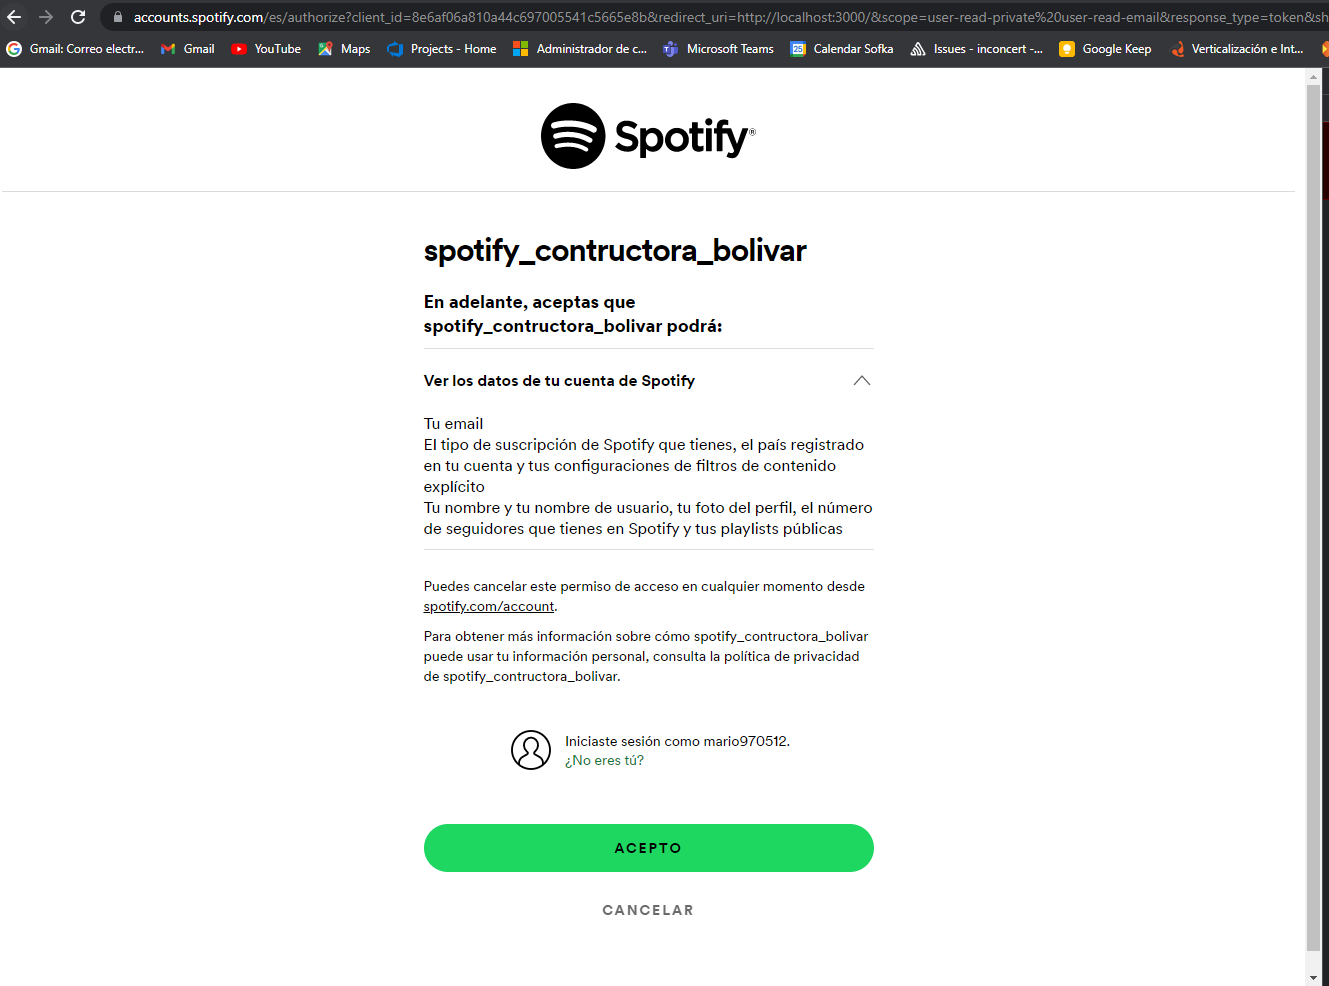 accounts.spotify.com/es/authorize?client_id=8e6af06a810a44c697005541c5665e8b&redirect_uri=http://localhost:3000/&scope=user-read-private%20user-read-email&response_type=token&sh
Gmail: Correo electr... Gmail YouTube Maps Projects - Home Administrador de c... Microsoft Teams 25 Calendar Sofka Issues - inconcert -... Google Keep Verticalización e Int...
Spotify®
spotify_contructora_bolivar
En adelante, aceptas que
spotify_contructora_bolivar podrá:
Ver los datos de tu cuenta de Spotify
Tu email
El tipo de suscripción de Spotify que tienes, el país registrado
en tu cuenta y tus configuraciones de filtros de contenido
explícito
Tu nombre y tu nombre de usuario, tu foto del perfil, el número
de seguidores que tienes en Spotify y tus playlists públicas
Puedes cancelar este permiso de acceso en cualquier momento desde
spotify.com/account.
Para obtener más información sobre cómo spotify_contructora_bolivar
puede usar tu información personal, consulta la política de privacidad
de spotify_contructora_bolivar.
Iniciaste sesión como mario970512.
¿No eres tú?
ACEPTO
CANCELAR